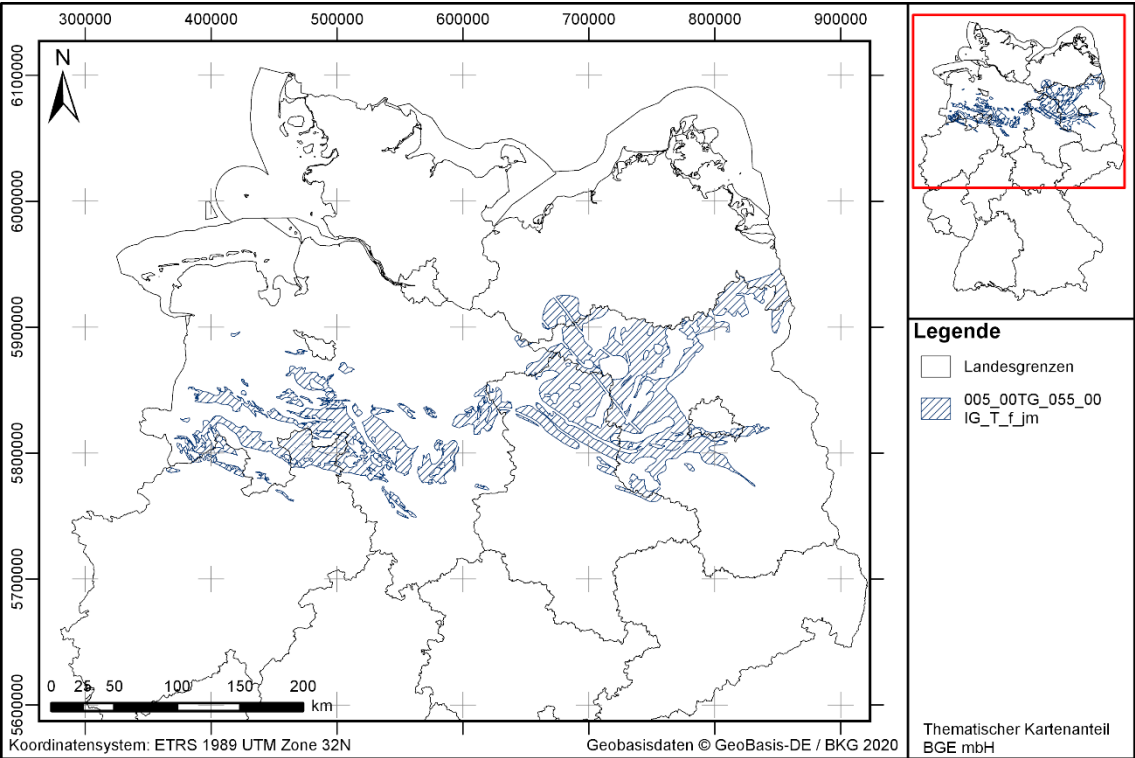 300000 400000 500000 600000 700000 800000 900000
6100000
6000000
5900000
5800000
5700000
5600000
N
0 25 50 100 150 200
km
Koordinatensystem: ETRS 1989 UTM Zone 32N
Geobasisdaten © GeoBasis-DE / BKG 2020
Legende
Landesgrenzen
005_00TG_055_00
IG_T_f_jm
Thematischer Kartenanteil
BGE mbH